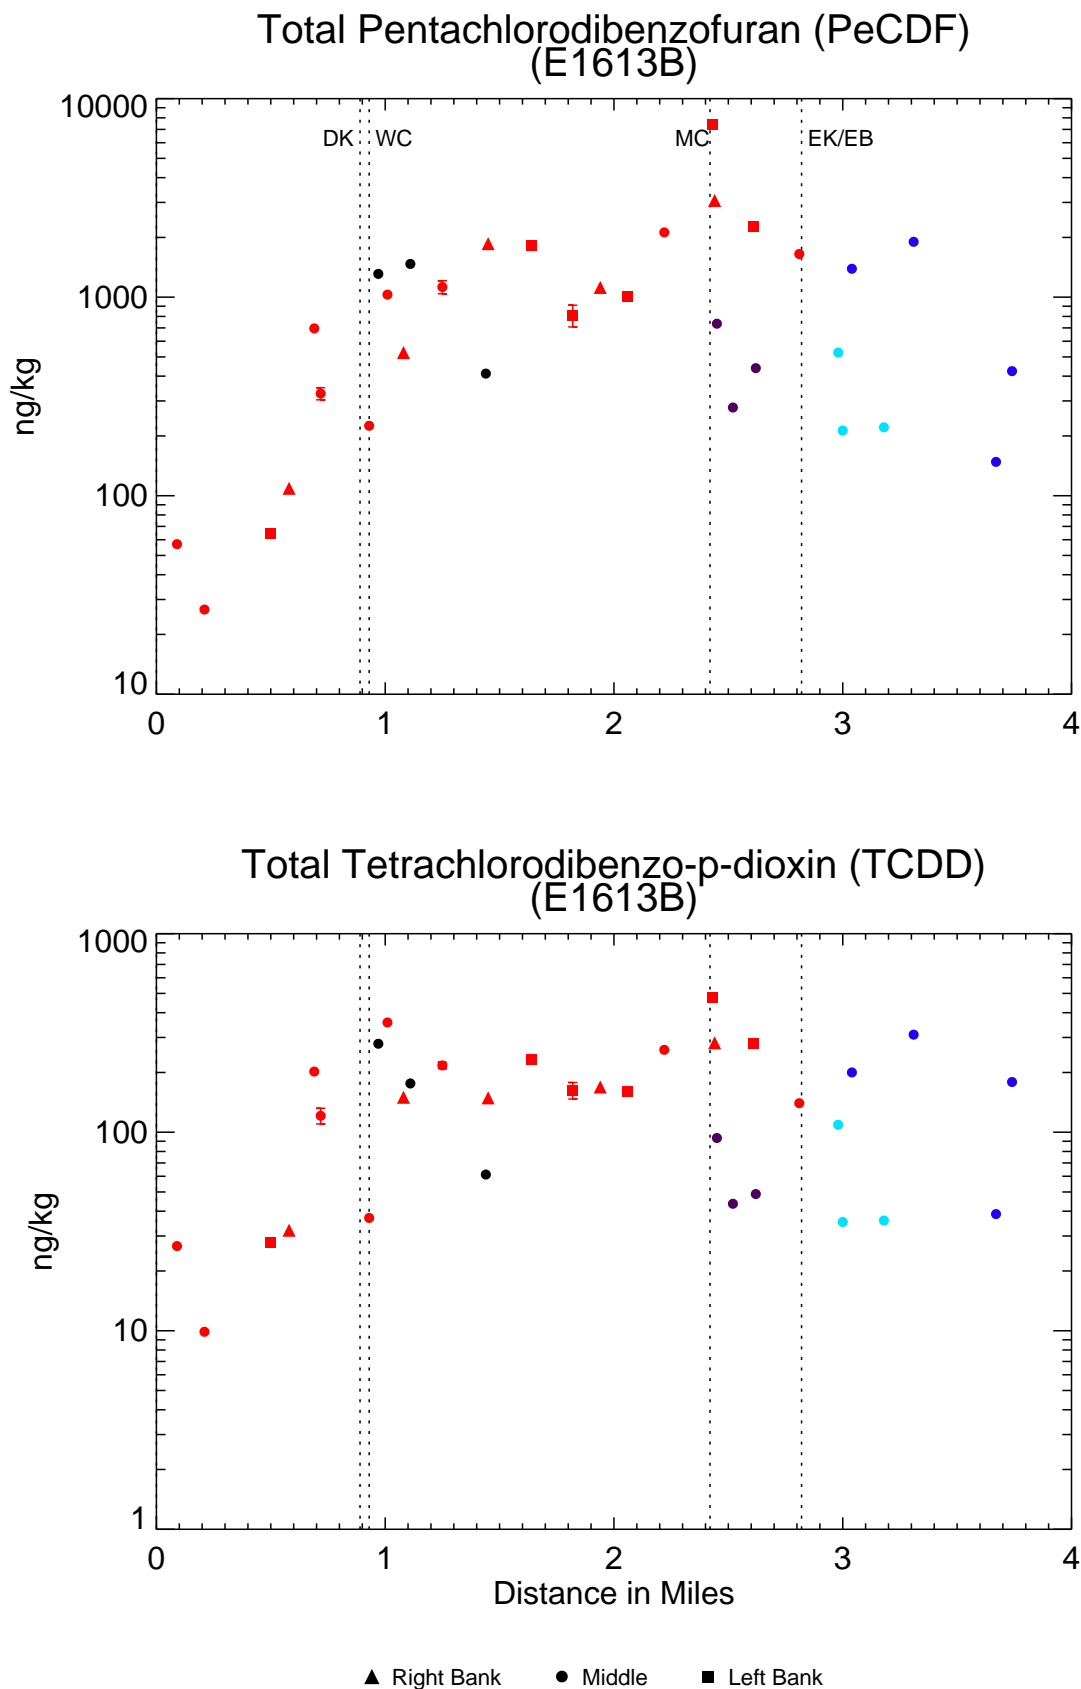 Total Pentachlorodibenzofuran (PeCDF)
(E1613B)
10000
1000
100
10
ng/kg
DK
WC
MC
EK/EB
0 1 2 3 4
Total Tetrachlorodibenzo-p-dioxin (TCDD)
(E1613B)
1000
100
10
1
ng/kg
0 1 2 3 4
Distance in Miles
Right Bank Middle Left Bank